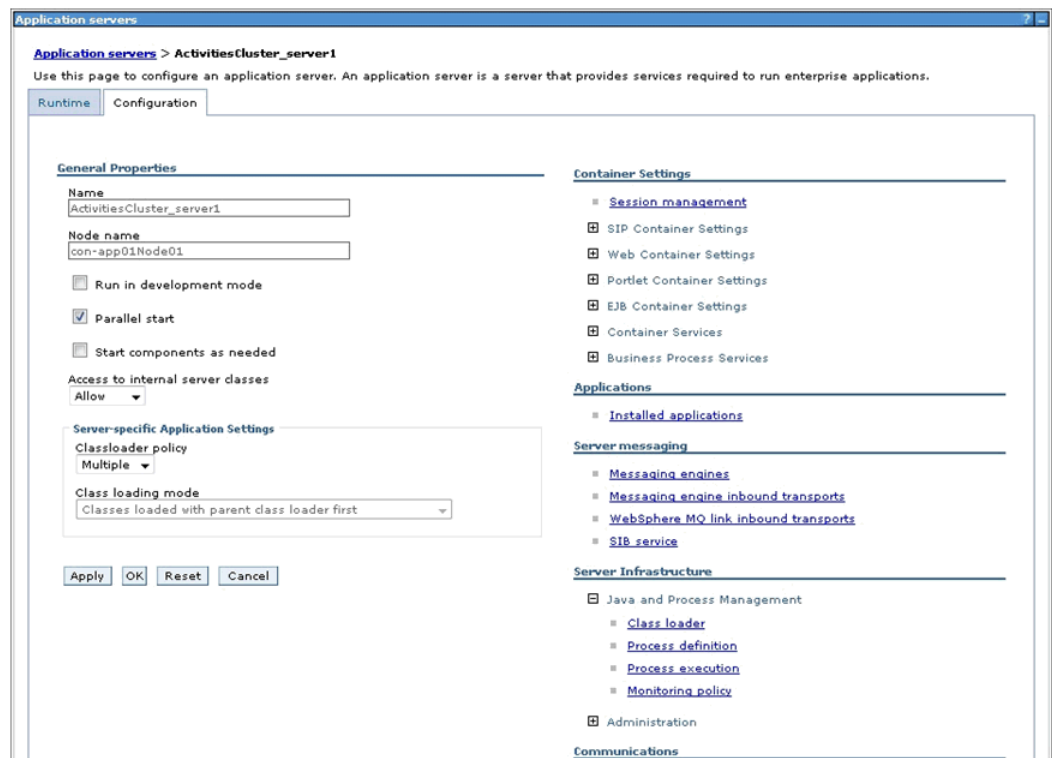 Application servers
?
Application servers > ActivitiesCluster_server1
Use this page to configure an application server. An application server is a server that provides services required to run enterprise applications.
Runtime
Configuration
General Properties
Name
ActivitiesCluster_server1
Node name
con-app01Node01
Run in development mode
Parallel start
Start components as needed
Access to internal server classes
Allow
Server-specific Application Settings
Classloader policy
Multiple
Class loading mode
Classes loaded with parent class loader first
Apply
OK
Reset
Cancel
Container Settings
Session management
SIP Container Settings
Web Container Settings
Portlet Container Settings
EJB Container Settings
Container Services
Business Process Services
Applications
Installed applications
Server messaging
Messaging engines
Messaging engine inbound transports
WebSphere MQ link inbound transports
SIB service
Server Infrastructure
Java and Process Management
Class loader
Process definition
Process execution
Monitoring policy
Administration
Communications